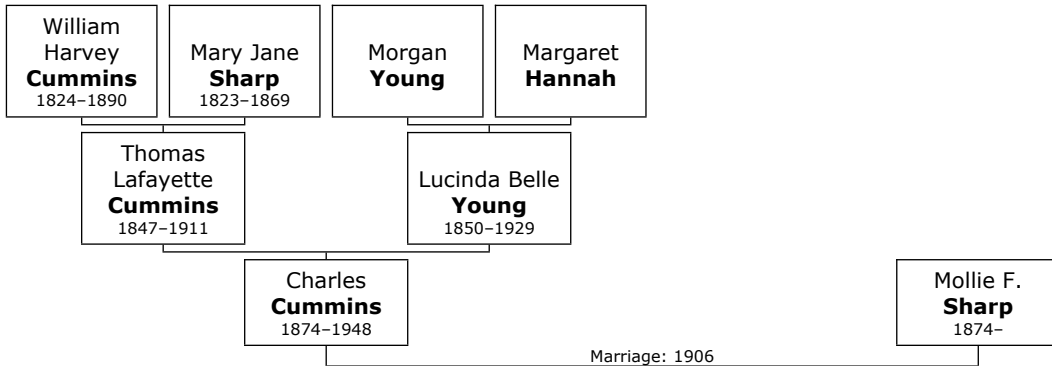 William
Harvey
Cummins
1824–1890
Mary Jane
Sharp
1823–1869
Morgan
Young
Margaret
Hannah
Thomas
Lafayette
Cummins
1847–1911
Lucinda Belle
Young
1850–1929
Charles
Cummins
1874–1948
Mollie F.
Sharp
1874–
Marriage: 1906